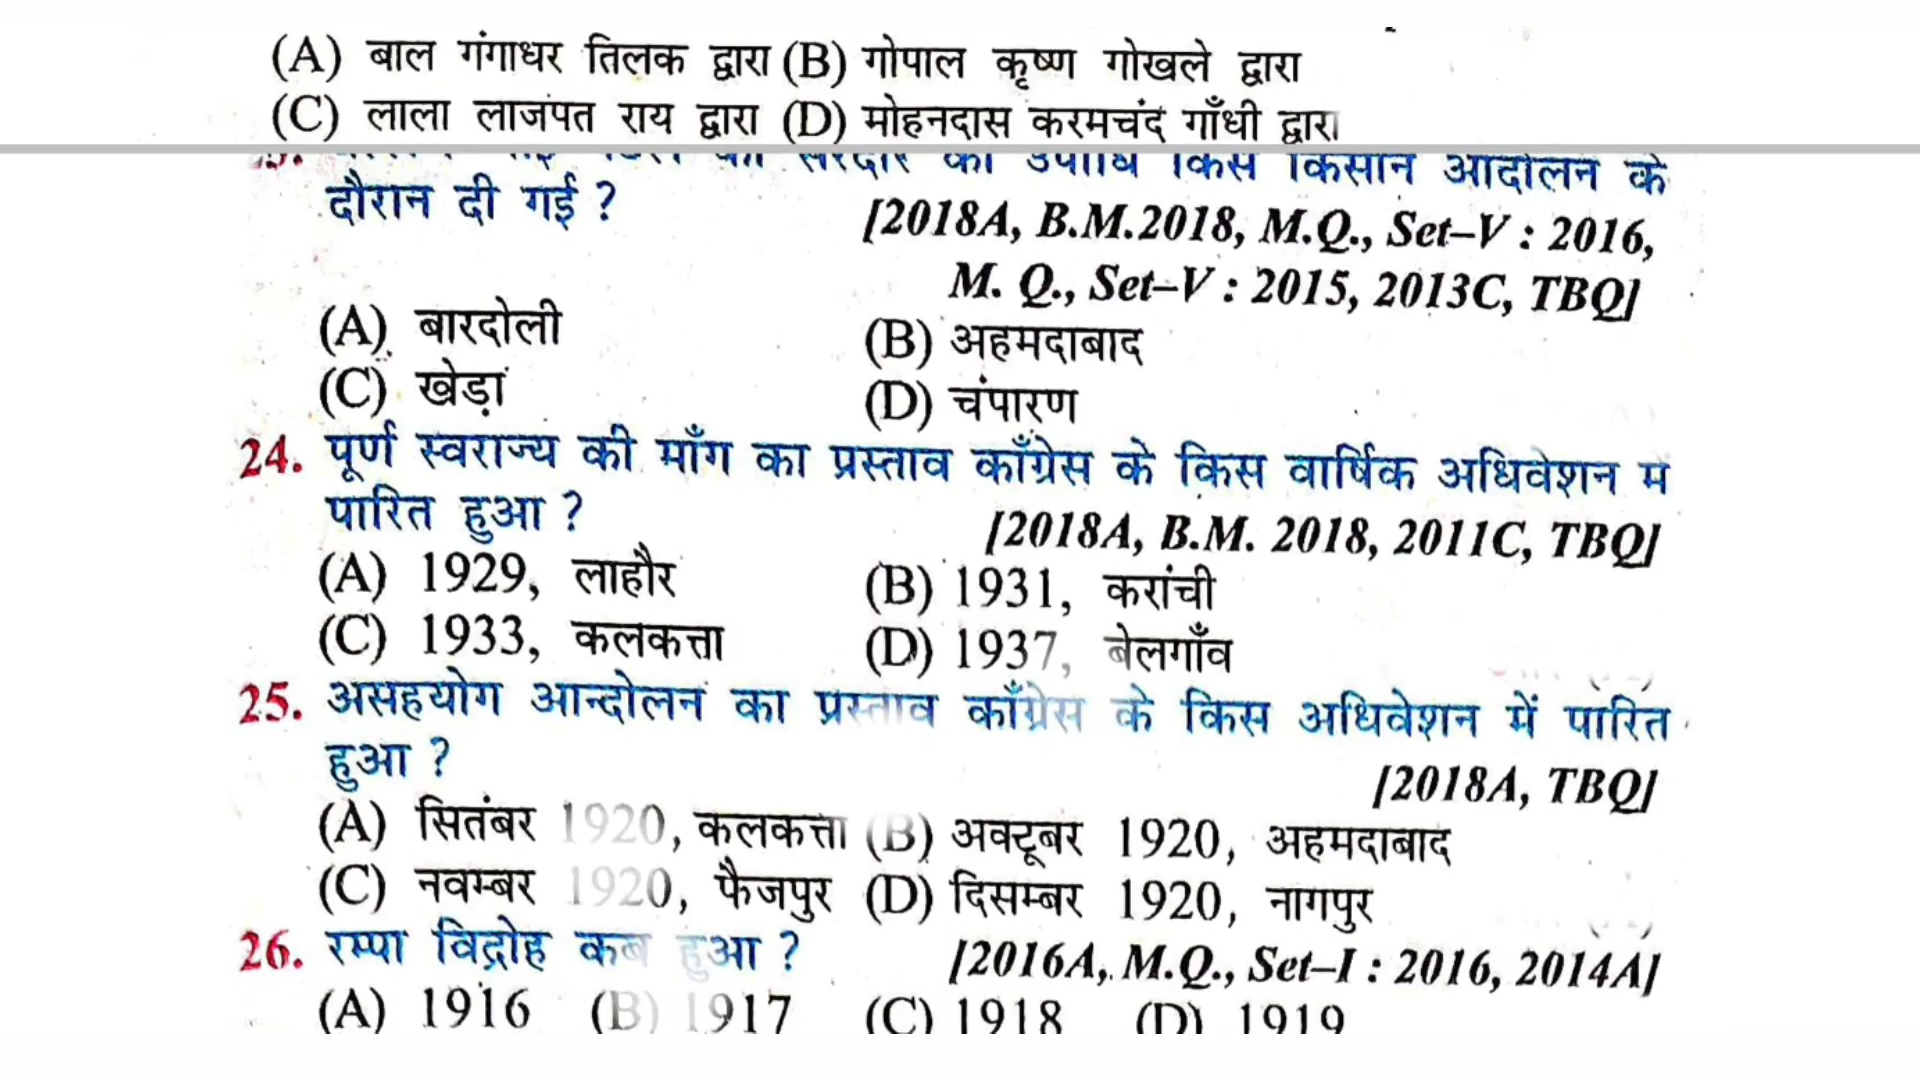 (A) बाल गंगाधर तिलक द्वारा (B) गोपाल कृष्ण गोखले द्वारा
(C) लाला लाजपत राय द्वारा (D) मोहनदास करमचंद गाँधी द्वारा
सरदार की उपाधि किस किसान आंदोलन के
दौरान दी गई ?
[2018A, B.M.2018, M.Q., Set–V : 2016,
M. Q., Set–V : 2015, 2013C, TBQ]
(A) बारदोली (B) अहमदाबाद
(C) खेड़ा (D) चंपारण
24. पूर्ण स्वराज्य की माँग का प्रस्ताव काँग्रेस के किस वार्षिक अधिवेशन में
पारित हुआ ? [2018A, B.M. 2018, 2011C, TBQ]
(A) 1929, लाहौर (B) 1931, करांची
(C) 1933, कलकत्ता (D) 1937, बेलगाँव
25. असहयोग आन्दोलन का प्रस्ताव काँग्रेस के किस अधिवेशन में पारित
हुआ ? [2018A, TBQ]
(A) सितंबर 1920, कलकत्ता (B) अक्टूबर 1920, अहमदाबाद
(C) नवम्बर 1920, फैजपुर (D) दिसम्बर 1920, नागपुर
26. रम्पा विद्रोह कब हुआ ? [2016A, M.Q., Set–I : 2016, 2014A]
(A) 1916 (B) 1917 (C) 1918 (D) 1919